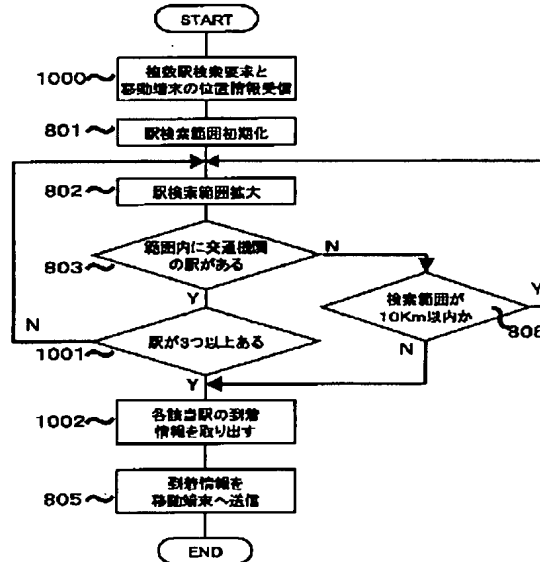 START
1000
複数駅検索要求と
移動端末の位置情報受信
801
駅検索範囲初期化
802
駅検索範囲拡大
803
範囲内に交通機関
の駅がある
N
Y
検索範囲が
10Km以内か
Y
806
N
N
1001
駅が3つ以上ある
Y
1002
各該当駅の到着
情報を取り出す
805
到着情報を
移動端末へ送信
END